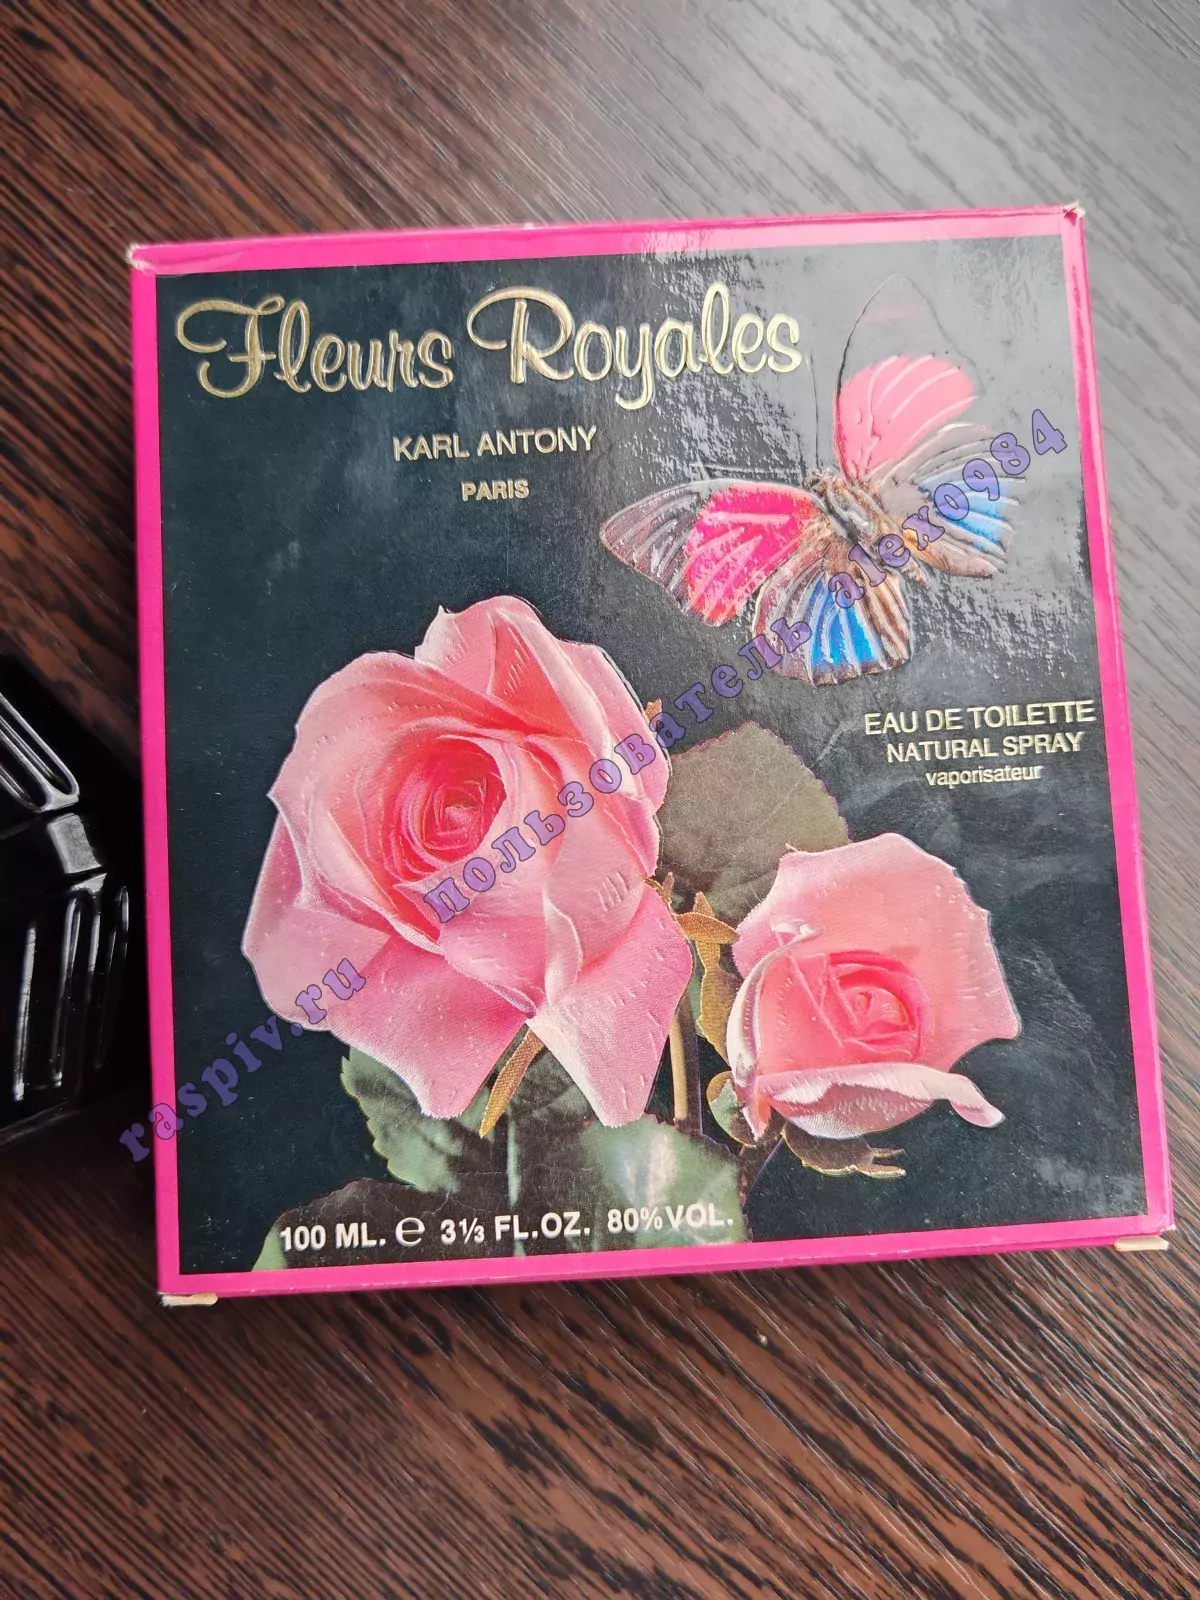 Fleurs Royales
KARL ANTONY
PARIS
EAU DE TOILETTE
NATURAL SPRAY
vaporisateur
100 ML. ℮ 3⅓ FL.OZ. 80% VOL.
raspiv.ru пользователь alexo984